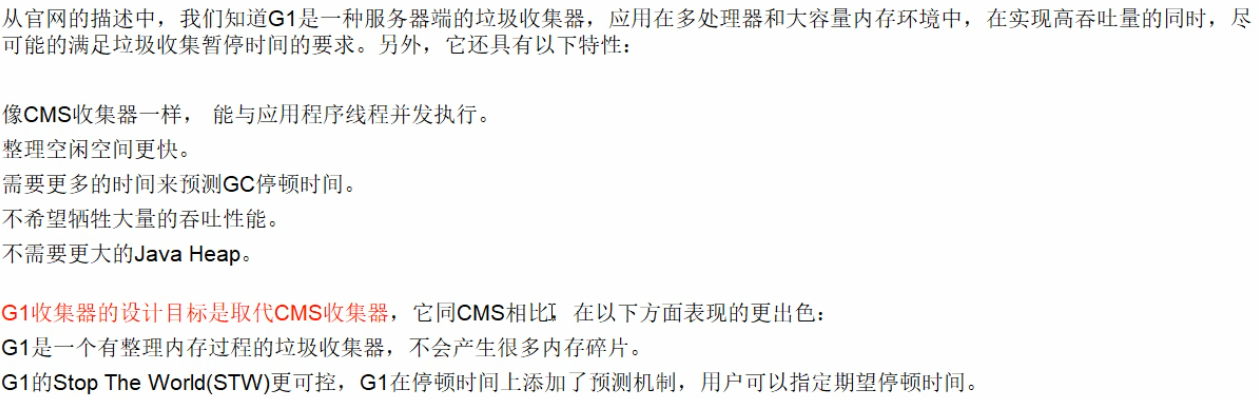 从官网的描述中，我们知道G1是一种服务器端的垃圾收集器，应用在多处理器和大容量内存环境中，在实现高吞吐量的同时，尽
可能的满足垃圾收集暂停时间的要求。另外，它还具有以下特性：
像CMS收集器一样， 能与应用程序线程并发执行。
整理空闲空间更快。
需要更多的时间来预测GC停顿时间。
不希望牺牲大量的吞吐性能。
不需要更大的Java Heap。
G1收集器的设计目标是取代CMS收集器，它同CMS相比，在以下方面表现的更出色：
G1是一个有整理内存过程的垃圾收集器，不会产生很多内存碎片。
G1的Stop The World(STW)更可控，G1在停顿时间上添加了预测机制，用户可以指定期望停顿时间。